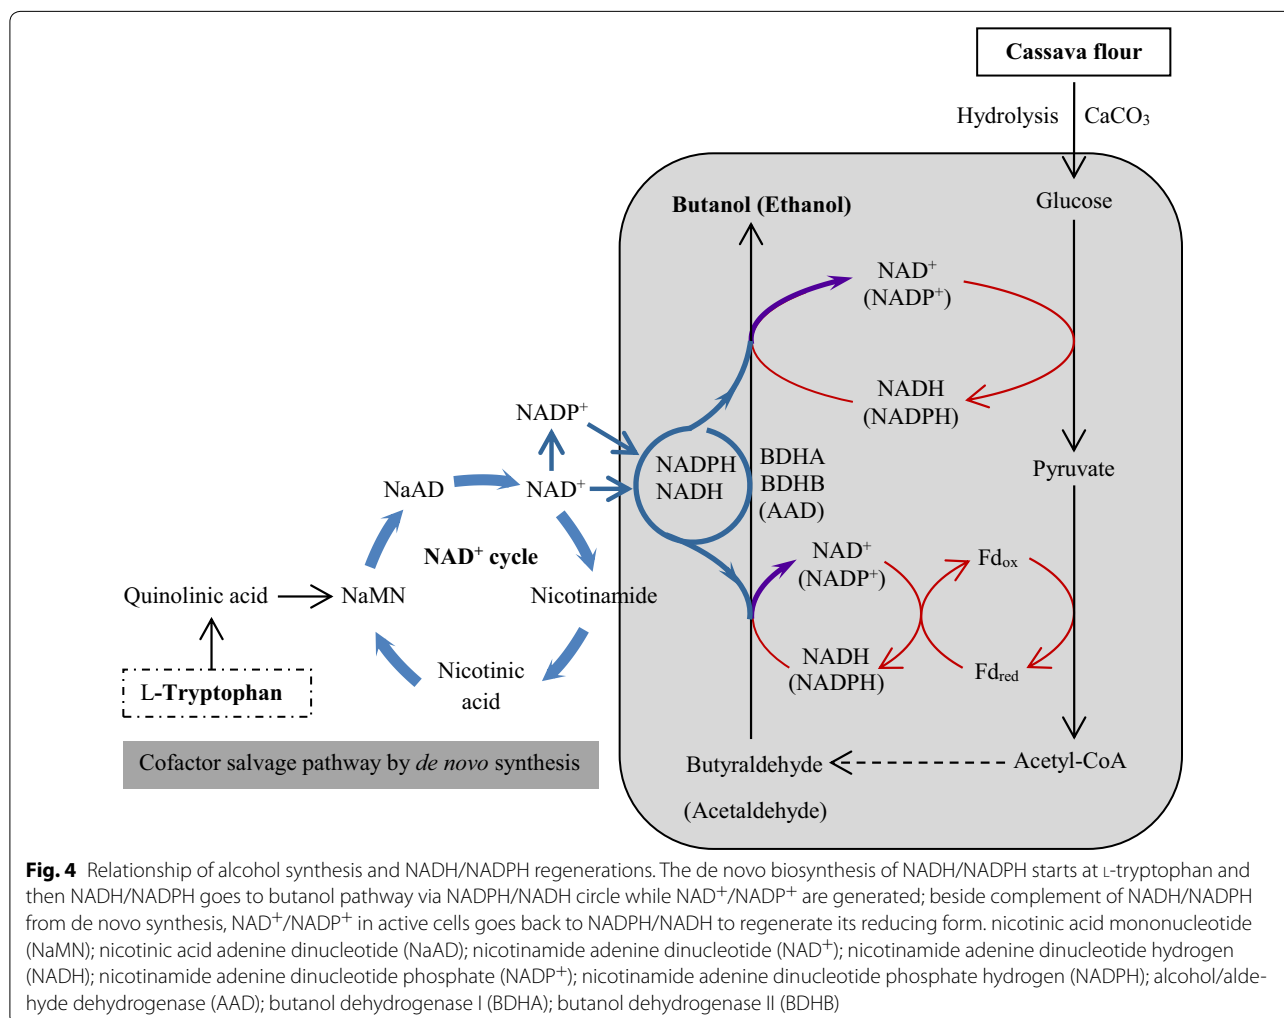 Cassava flour
Hydrolysis CaCO₃
Glucose
Butanol (Ethanol)
NAD⁺
(NADP⁺)
NADH
(NADPH)
NADP⁺
NADPH
NADH
BDHA
BDHB
(AAD)
Pyruvate
NaAD
NAD⁺
NAD⁺ cycle
NAD⁺
(NADP⁺)
Fdₒₓ
Quinolinic acid
NaMN
Nicotinamide
NADH
(NADPH)
Fd_red
L-Tryptophan
Nicotinic
acid
Cofactor salvage pathway by de novo synthesis
Butyraldehyde
Acetyl-CoA
(Acetaldehyde)
Fig. 4 Relationship of alcohol synthesis and NADH/NADPH regenerations. The de novo biosynthesis of NADH/NADPH starts at L-tryptophan and
then NADH/NADPH goes to butanol pathway via NADPH/NADH circle while NAD⁺/NADP⁺ are generated; beside complement of NADH/NADPH
from de novo synthesis, NAD⁺/NADP⁺ in active cells goes back to NADPH/NADH to regenerate its reducing form. nicotinic acid mononucleotide
(NaMN); nicotinic acid adenine dinucleotide (NaAD); nicotinamide adenine dinucleotide (NAD⁺); nicotinamide adenine dinucleotide hydrogen
(NADH); nicotinamide adenine dinucleotide phosphate (NADP⁺); nicotinamide adenine dinucleotide phosphate hydrogen (NADPH); alcohol/alde-
hyde dehydrogenase (AAD); butanol dehydrogenase I (BDHA); butanol dehydrogenase II (BDHB)